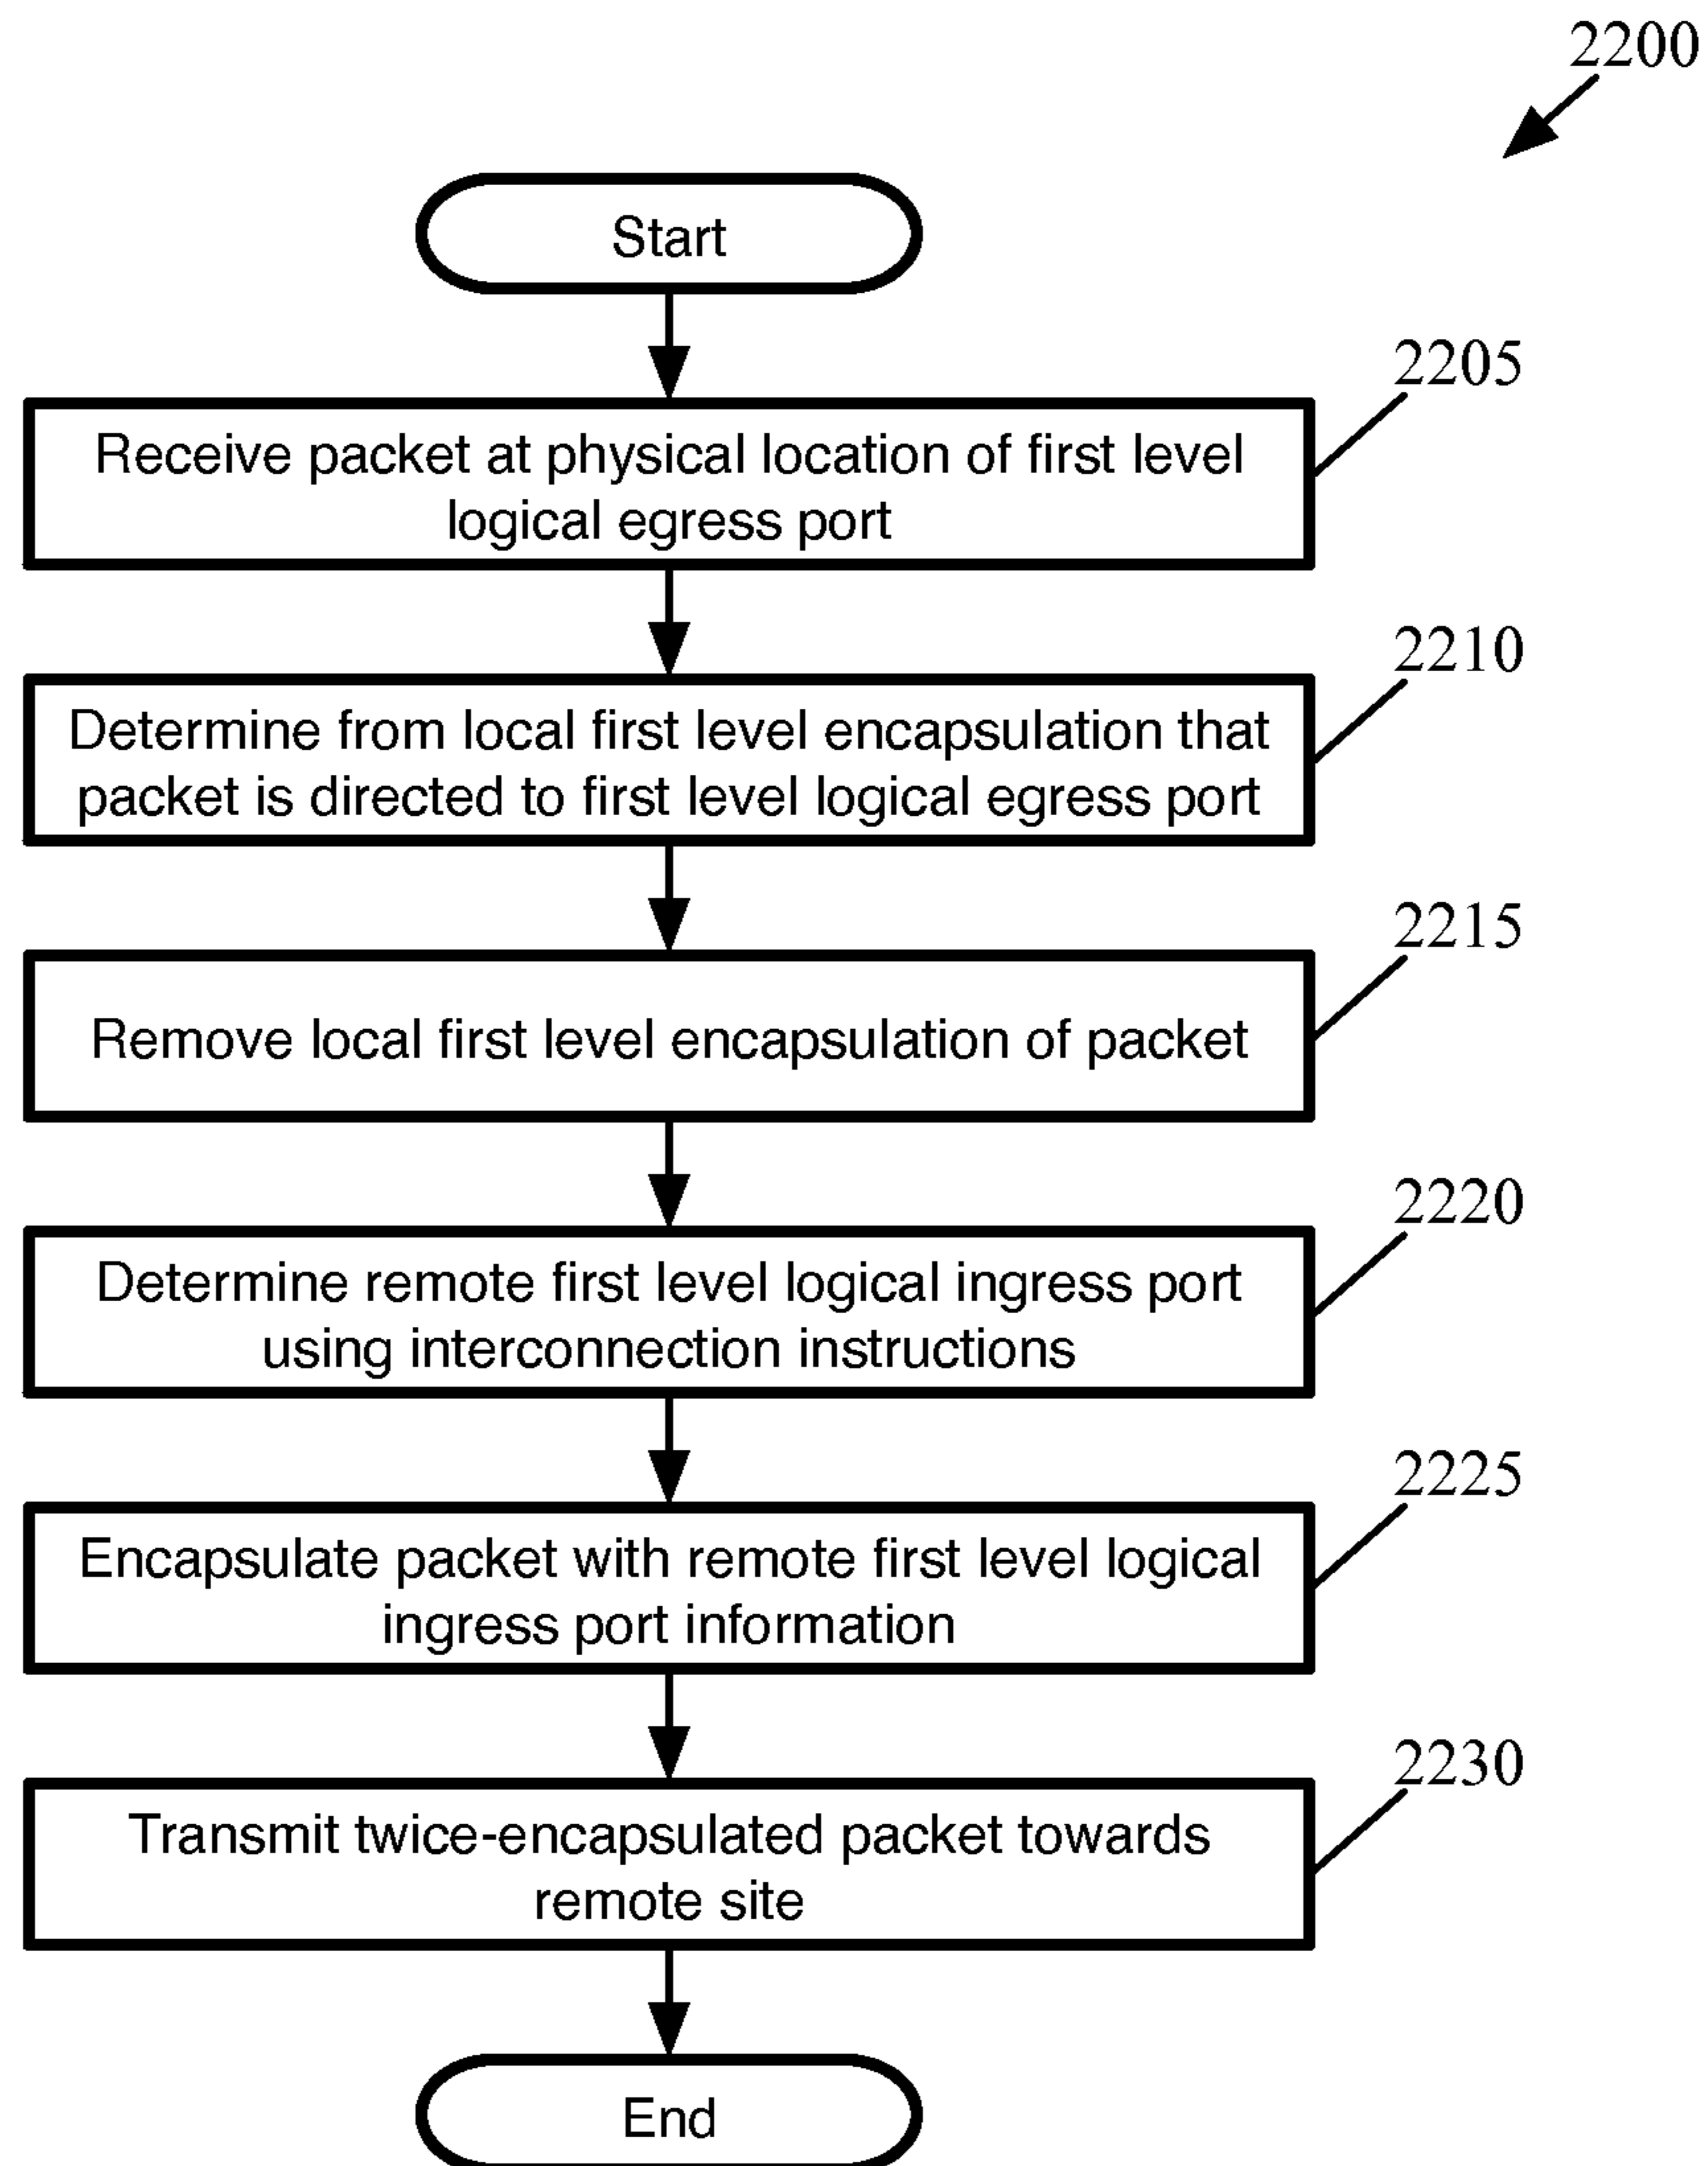 2200
Start
2205
Receive packet at physical location of first level
logical egress port
2210
Determine from local first level encapsulation that
packet is directed to first level logical egress port
2215
Remove local first level encapsulation of packet
2220
Determine remote first level logical ingress port
using interconnection instructions
2225
Encapsulate packet with remote first level logical
ingress port information
2230
Transmit twice-encapsulated packet towards
remote site
End